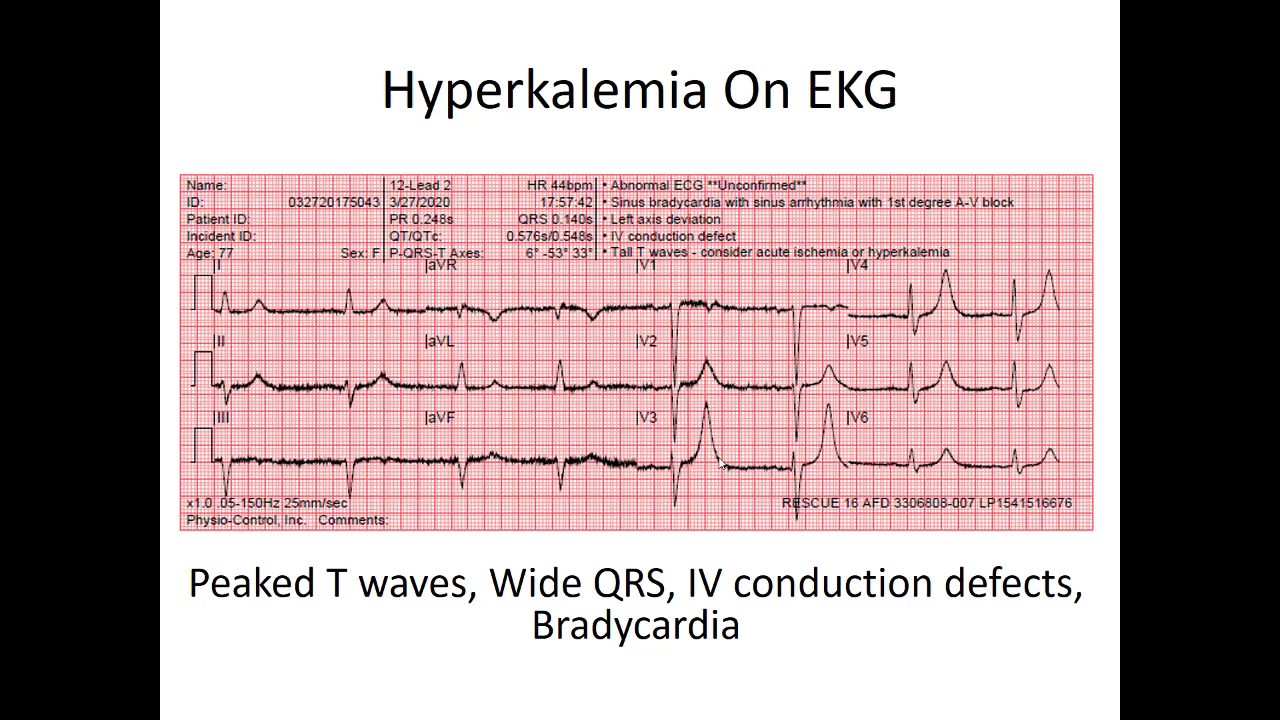 Hyperkalemia On EKG
Name: 12-Lead 2 HR 44bpm • Abnormal ECG **Unconfirmed**
ID: 032720175043 3/27/2020 17:57:42 • Sinus bradycardia with sinus arrhythmia with 1st degree A-V block
Patient ID: PR 0.248s QRS 0.140s • Left axis deviation
Incident ID: QT/QTc: 0.576s/0.548s • IV conduction defect
Age: 77 Sex: F P-QRS-T Axes: 6° -53° 33° • Tall T waves - consider acute ischemia or hyperkalemia
I aVR V1 V4
II aVL V2 V5
III aVF V3 V6
x1.0 .05-150Hz 25mm/sec RESCUE 16 AFD 3306808-007 LP1541516676
Physio-Control, Inc. Comments:
Peaked T waves, Wide QRS, IV conduction defects,
Bradycardia